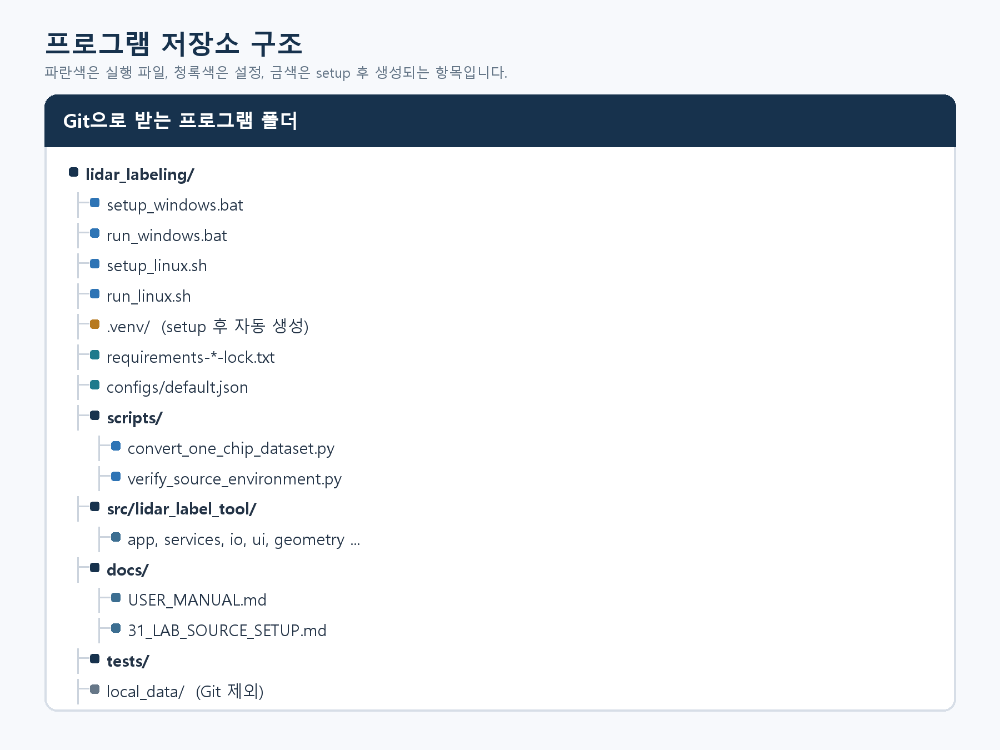 프로그램 저장소 구조
파란색은 실행 파일, 청록색은 설정, 금색은 setup 후 생성되는 항목입니다.
Git으로 받는 프로그램 폴더
lidar_labeling/
setup_windows.bat
run_windows.bat
setup_linux.sh
run_linux.sh
.venv/ (setup 후 자동 생성)
requirements-*-lock.txt
configs/default.json
scripts/
convert_one_chip_dataset.py
verify_source_environment.py
src/lidar_label_tool/
app, services, io, ui, geometry ...
docs/
USER_MANUAL.md
31_LAB_SOURCE_SETUP.md
tests/
local_data/ (Git 제외)